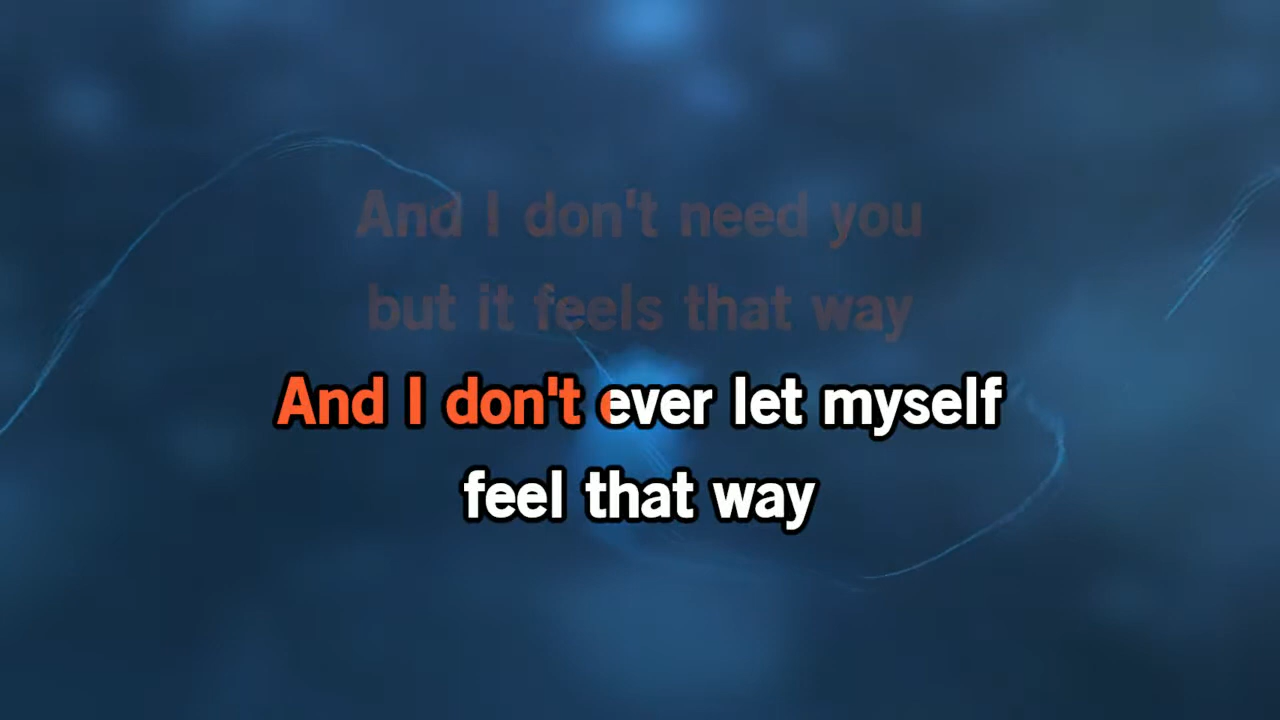 And I don't need you
but it feels that way
And I don't ever let myself
feel that way